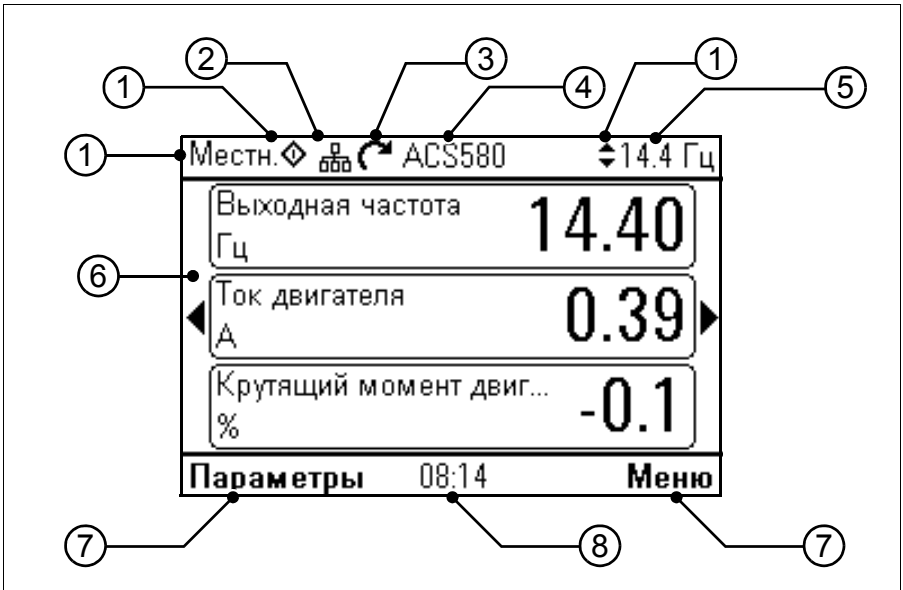 2 3 1
1 4 5
1 Местн. ACS580 14.4 Гц
Выходная частота 14.40
Гц
6
Ток двигателя 0.39
А
Крутящий момент двиг... -0.1
%
Параметры 08:14 Меню
7 8 7